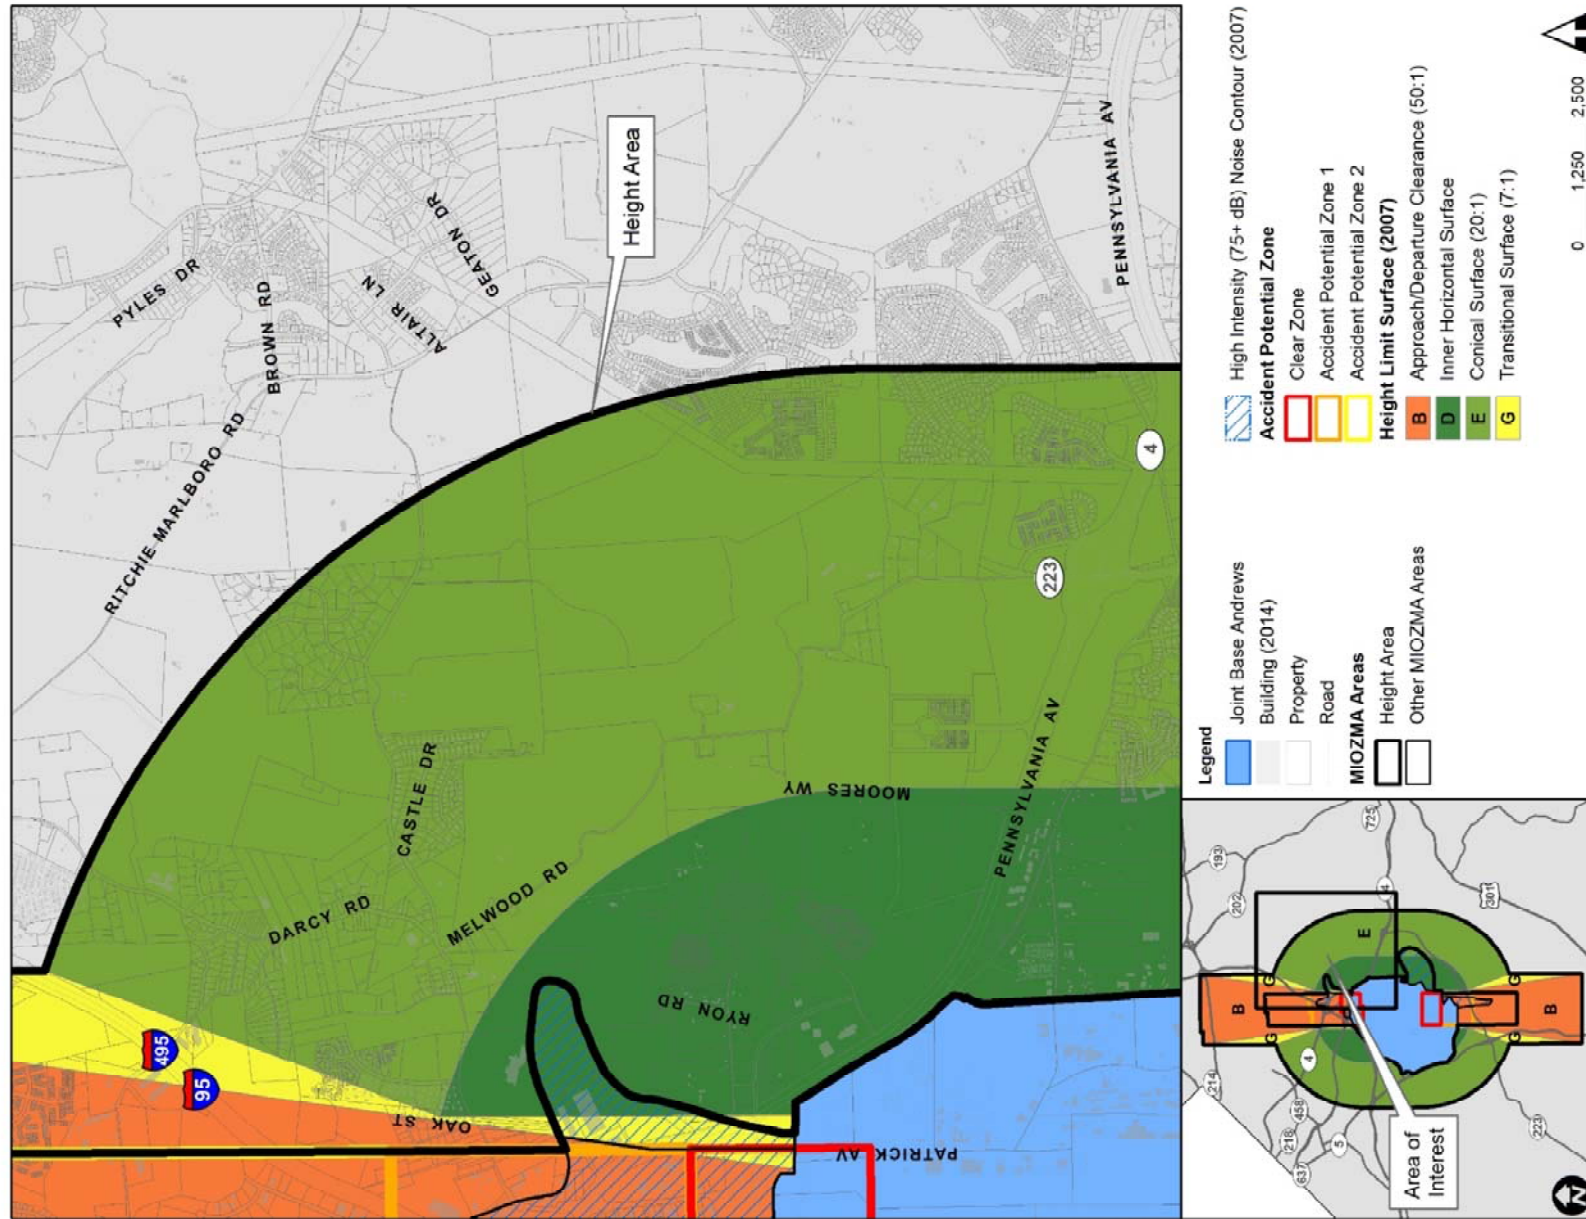 PYLES DR
RITCHIE-MARLBORO RD
BROWN RD
ALTAIR LN
GEATON DR
Height Area
PENNSYLVANIA AV
4
223
DARCY RD
CASTLE DR
MELWOOD RD
MOORES WY
PENNSYLVANIA AV
RYON RD
495
95
OAK ST
PATRICK AV
Legend
Joint Base Andrews
Building (2014)
Property
Road
MIOZMA Areas
Height Area
Other MIOZMA Areas
High Intensity (75+ dB) Noise Contour (2007)
Accident Potential Zone
Clear Zone
Accident Potential Zone 1
Accident Potential Zone 2
Height Limit Surface (2007)
B Approach/Departure Clearance (50:1)
D Inner Horizontal Surface
E Conical Surface (20:1)
G Transitional Surface (7:1)
0 1,250 2,500
193
202
725
4
301
E
G
G
B
B
G
G
4
214
458
218
5
637
223
Area of
Interest
N